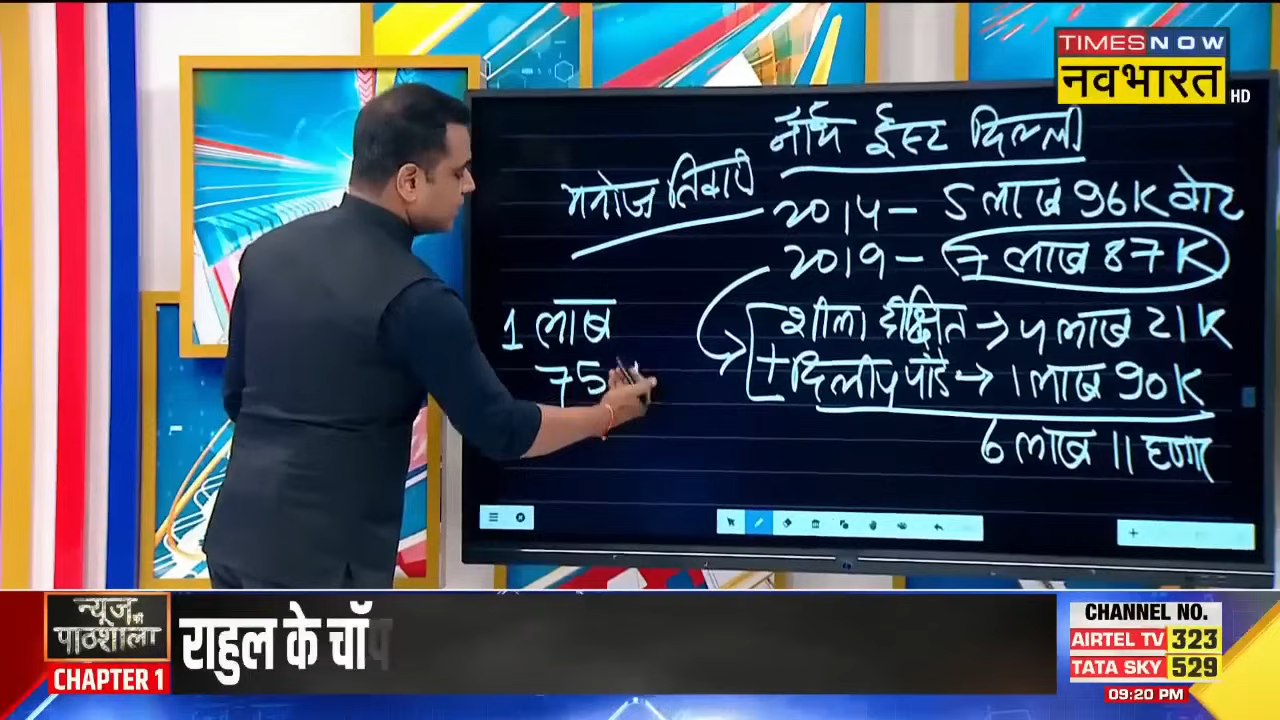 TIMES NOW
नवभारत
HD
नॉर्थ ईस्ट दिल्ली
मनोज तिवारी
2014 - 5 लाख 96K वोट
2019 - 7 लाख 87K
शीला दीक्षित → 4 लाख 21K
+ दिलीप पांडे → 1 लाख 90K
6 लाख 11 हजार
1 लाख
75
न्यूज की
पाठशाला
CHAPTER 1
राहुल के चॉप
CHANNEL NO.
AIRTEL TV 323
TATA SKY 529
09:20 PM